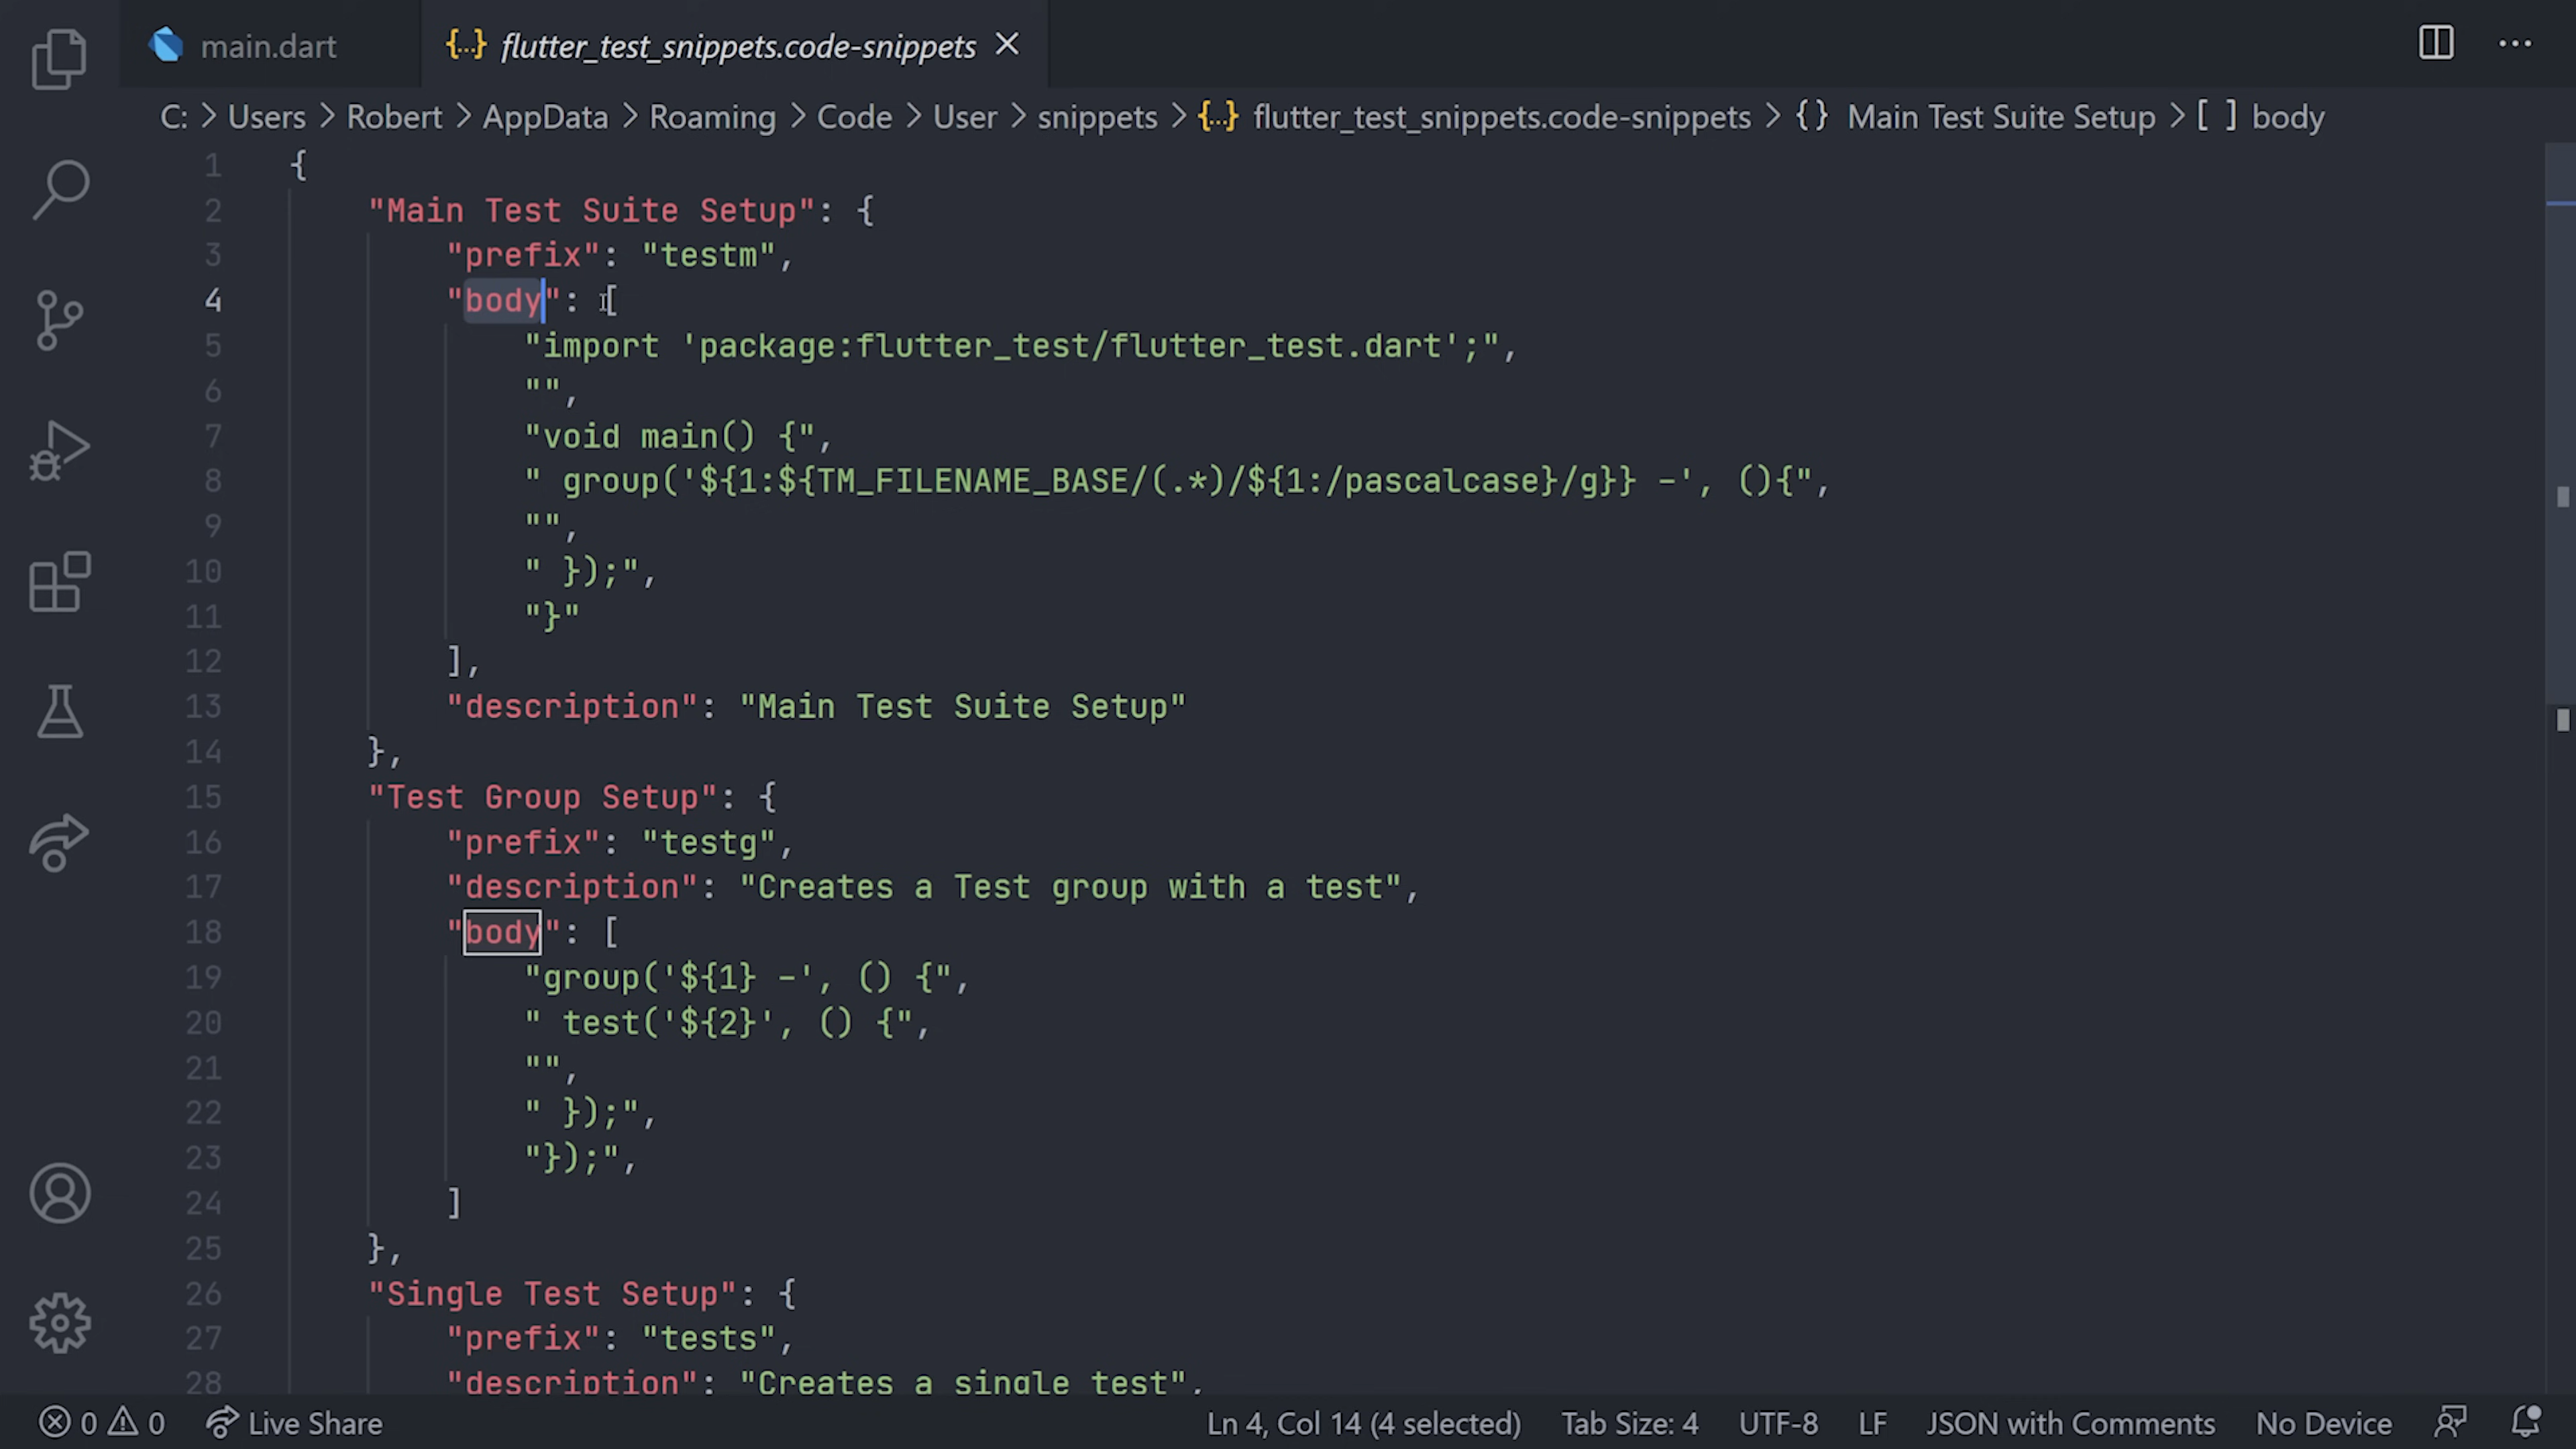 main.dart
{...} flutter_test_snippets.code-snippets
C: > Users > Robert > AppData > Roaming > Code > User > snippets > {...} flutter_test_snippets.code-snippets > {} Main Test Suite Setup > [ ] body
1 {
2 "Main Test Suite Setup": {
3 "prefix": "testm",
4 "body": [
5 "import 'package:flutter_test/flutter_test.dart';",
6 "",
7 "void main() {",
8 " group('${1:${TM_FILENAME_BASE/(.*)/${1:/pascalcase}/g}} -', (){",
9 "",
10 " });",
11 "}"
12 ],
13 "description": "Main Test Suite Setup"
14 },
15 "Test Group Setup": {
16 "prefix": "testg",
17 "description": "Creates a Test group with a test",
18 "body": [
19 "group('${1} -', () {",
20 " test('${2}', () {",
21 "",
22 " });",
23 "});",
24 ]
25 },
26 "Single Test Setup": {
27 "prefix": "tests",
28 "description": "Creates a single test",
0 0 Live Share Ln 4, Col 14 (4 selected) Tab Size: 4 UTF-8 LF JSON with Comments No Device